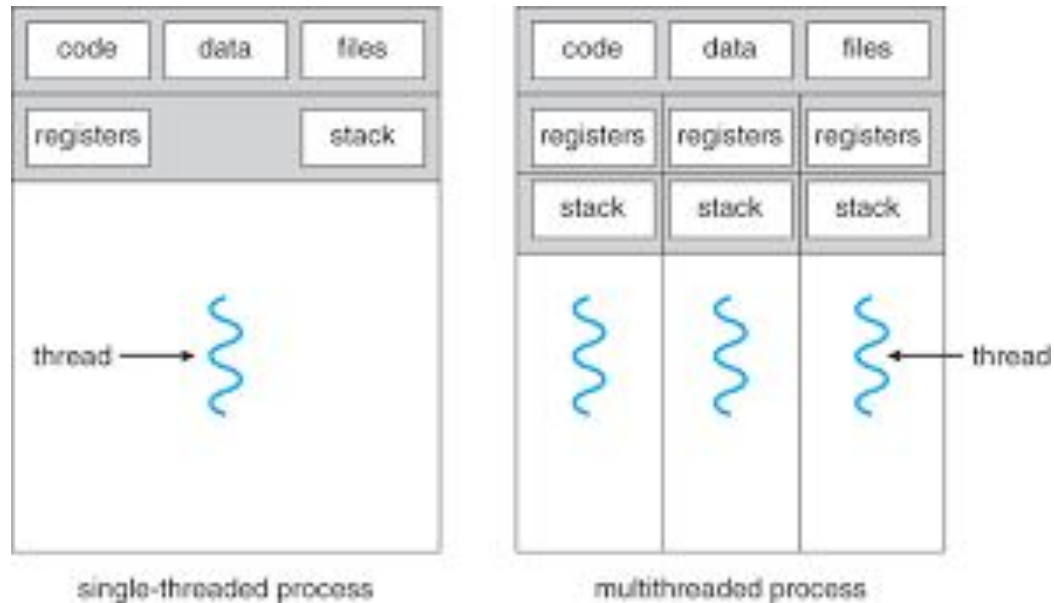 code data files
registers stack
thread
single-threaded process
code data files
registers registers registers
stack stack stack
thread
multithreaded process